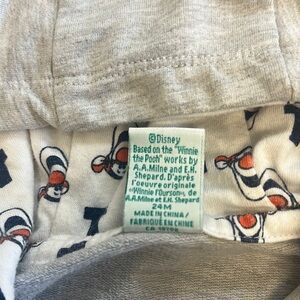 ©Disney
Based on the "Winnie
the Pooh" works by
A.A.Milne and E.H.
Shepard. D'après
l'oeuvre originale
«Winnie l'Ourson», de
A.A.Milne et E.H. Shepard
24M
MADE IN CHINA/
FABRIQUÉ EN CHINE
CA